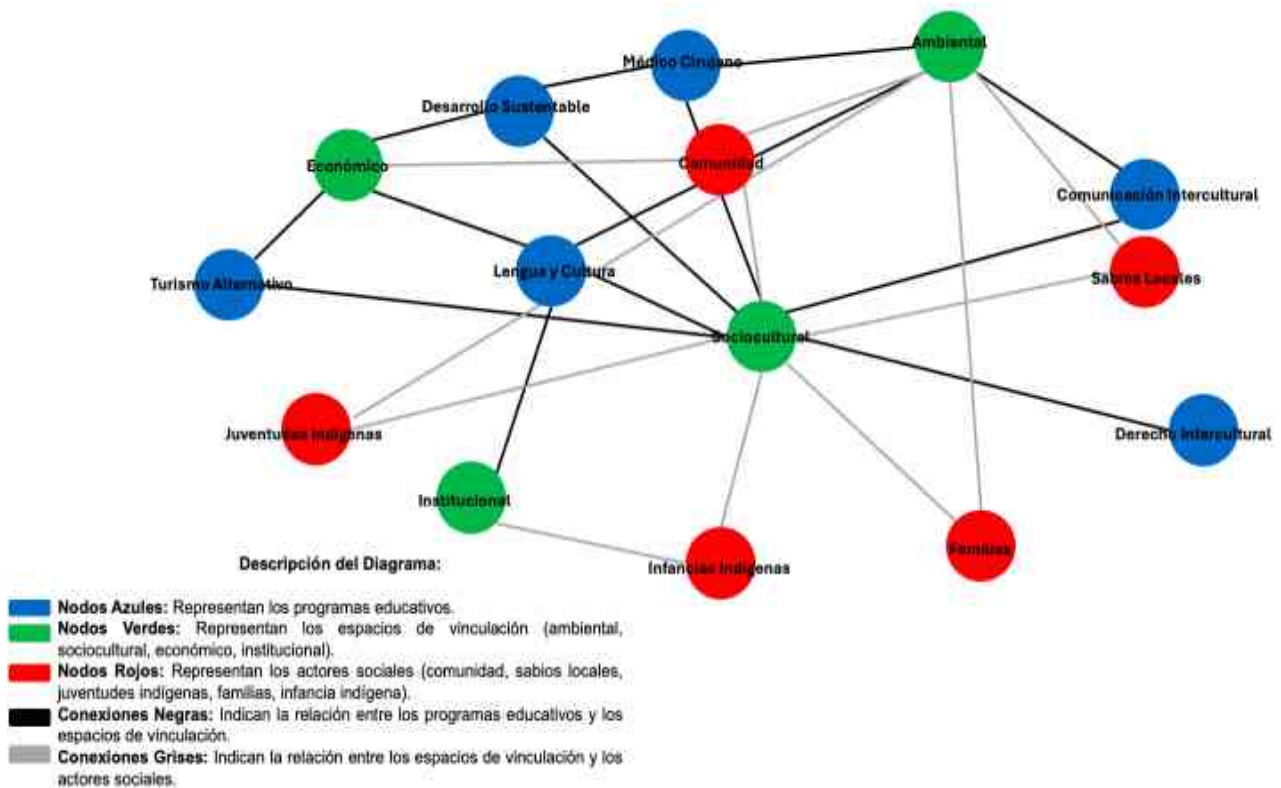 Ambiental
Médico Cirujano
Desarrollo Sustentable
Comunidad
Económico
Comunicación Intercultural
Lengua y Cultura
Sabios Locales
Turismo Alternativo
Sociocultural
Juventudes Indígenas
Derecho Intercultural
Institucional
Familias
Infancias Indígenas
Descripción del Diagrama:
Nodos Azules: Representan los programas educativos.
Nodos Verdes: Representan los espacios de vinculación (ambiental,
sociocultural, económico, institucional).
Nodos Rojos: Representan los actores sociales (comunidad, sabios locales,
juventudes indígenas, familias, infancia indígena).
Conexiones Negras: Indican la relación entre los programas educativos y los
espacios de vinculación.
Conexiones Grises: Indican la relación entre los espacios de vinculación y los
actores sociales.